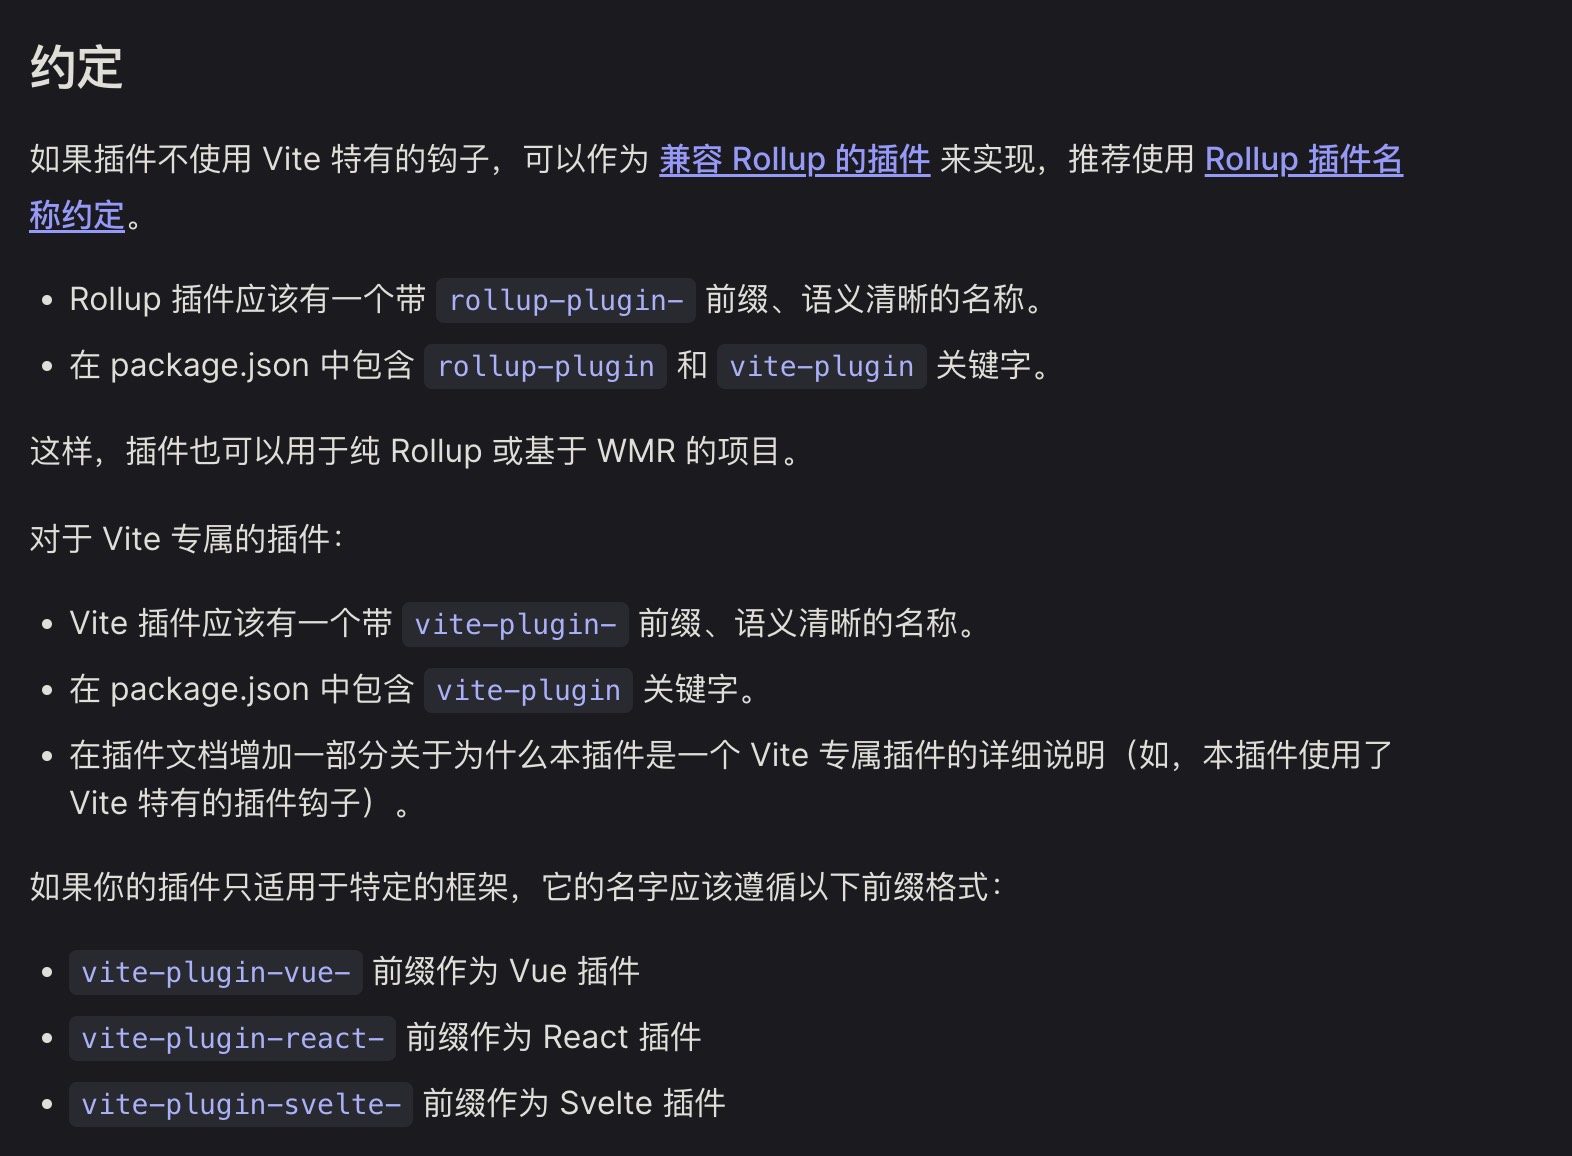 约定
如果插件不使用 Vite 特有的钩子，可以作为 兼容 Rollup 的插件 来实现，推荐使用 Rollup 插件名
称约定。
• Rollup 插件应该有一个带 rollup-plugin- 前缀、语义清晰的名称。
• 在 package.json 中包含 rollup-plugin 和 vite-plugin 关键字。
这样，插件也可以用于纯 Rollup 或基于 WMR 的项目。
对于 Vite 专属的插件：
• Vite 插件应该有一个带 vite-plugin- 前缀、语义清晰的名称。
• 在 package.json 中包含 vite-plugin 关键字。
• 在插件文档增加一部分关于为什么本插件是一个 Vite 专属插件的详细说明（如，本插件使用了
Vite 特有的插件钩子）。
如果你的插件只适用于特定的框架，它的名字应该遵循以下前缀格式：
• vite-plugin-vue- 前缀作为 Vue 插件
• vite-plugin-react- 前缀作为 React 插件
• vite-plugin-svelte- 前缀作为 Svelte 插件